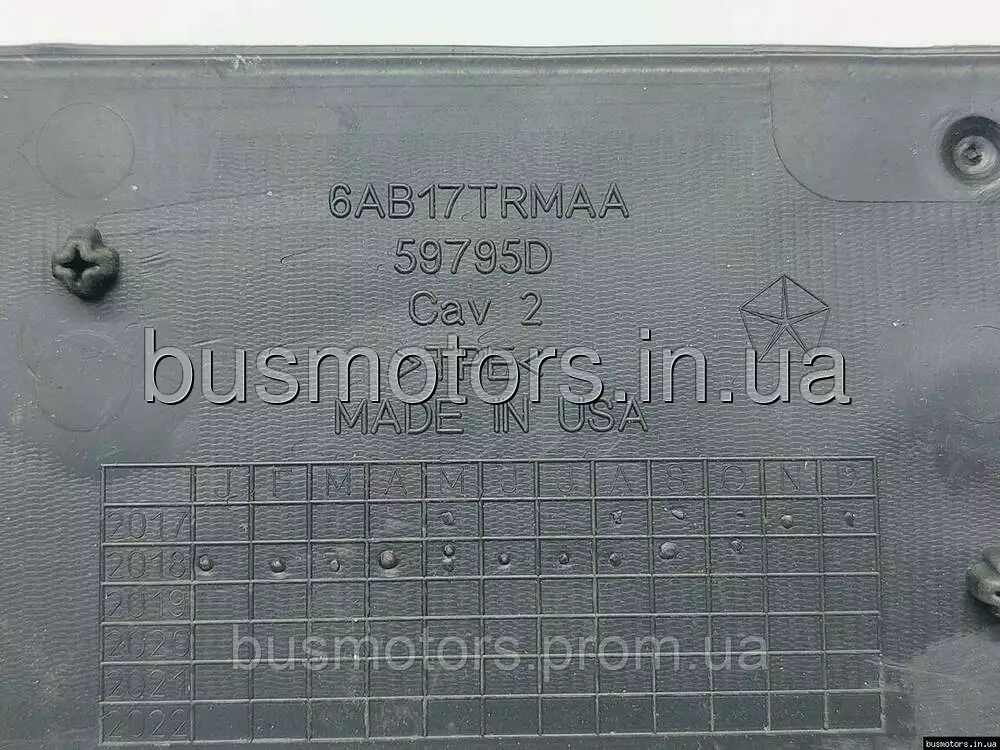 6AB17TRMAA
59795D
Cav 2
busmotors.in.ua
>TPE<
MADE IN USA
J F M A M J J A S O N D
2017
2018
2019
2020
busmotors.prom.ua
2021
2022
busmotors.in.ua